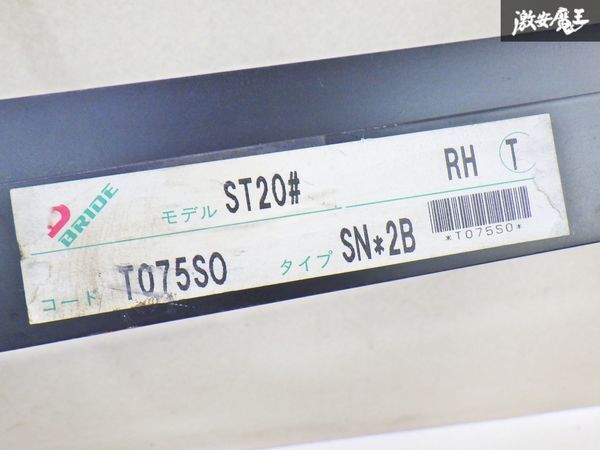 激安魔王
BRIDE モデル ST20# RH T
コード T075SO タイプ SN*2B
*T075SO*